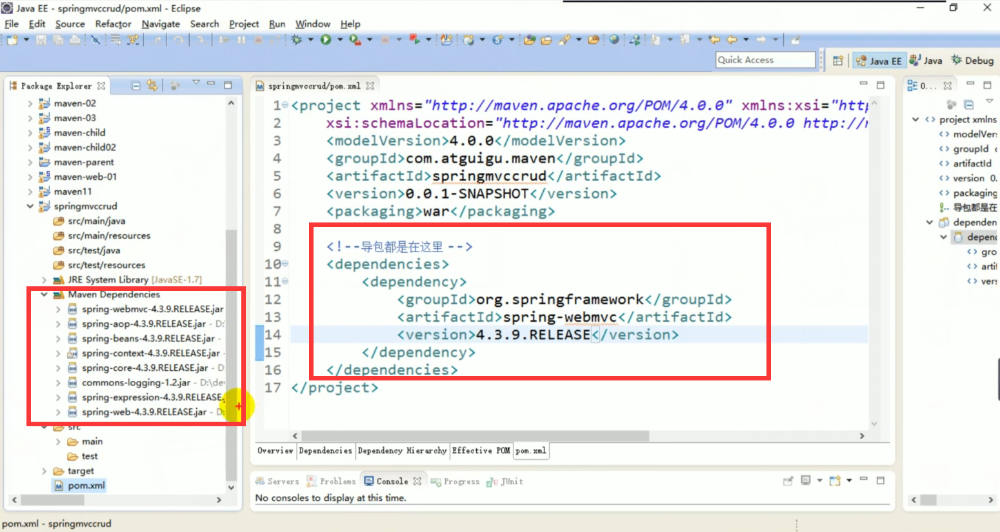 Java EE - springmvccrud/pom.xml - Eclipse
File Edit Source Refactor Navigate Search Project Run Window Help
Quick Access
Java EE Java Debug
Package Explorer
maven-02
maven-03
maven-child
maven-child02
maven-parent
maven-web-01
maven11
springmvccrud
src/main/java
src/main/resources
src/test/java
src/test/resources
JRE System Library [JavaSE-1.7]
Maven Dependencies
spring-webmvc-4.3.9.RELEASE.jar
spring-aop-4.3.9.RELEASE.jar - D:
spring-beans-4.3.9.RELEASE.jar -
spring-context-4.3.9.RELEASE.jar -
spring-core-4.3.9.RELEASE.jar - D
commons-logging-1.2.jar - D:\de
spring-expression-4.3.9.RELEASE.
spring-web-4.3.9.RELEASE.jar - D:
src
main
test
target
pom.xml
springmvccrud/pom.xml
1 <project xmlns="http://maven.apache.org/POM/4.0.0" xmlns:xsi="http
2 xsi:schemaLocation="http://maven.apache.org/POM/4.0.0 http://
3 <modelVersion>4.0.0</modelVersion>
4 <groupId>com.atguigu.maven</groupId>
5 <artifactId>springmvccrud</artifactId>
6 <version>0.0.1-SNAPSHOT</version>
7 <packaging>war</packaging>
8
9 <!--导包都是在这里 -->
10 <dependencies>
11 <dependency>
12 <groupId>org.springframework</groupId>
13 <artifactId>spring-webmvc</artifactId>
14 <version>4.3.9.RELEASE</version>
15 </dependency>
16 </dependencies>
17 </project>
Overview Dependencies Dependency Hierarchy Effective POM pom.xml
Servers Problems Console Progress JUnit
No consoles to display at this time.
O...
project xmlns
modelVer
groupId
artifactId
version 0.
packaging
导包都是在
dependen
depend
gro
arti
vers
pom.xml - springmvccrud